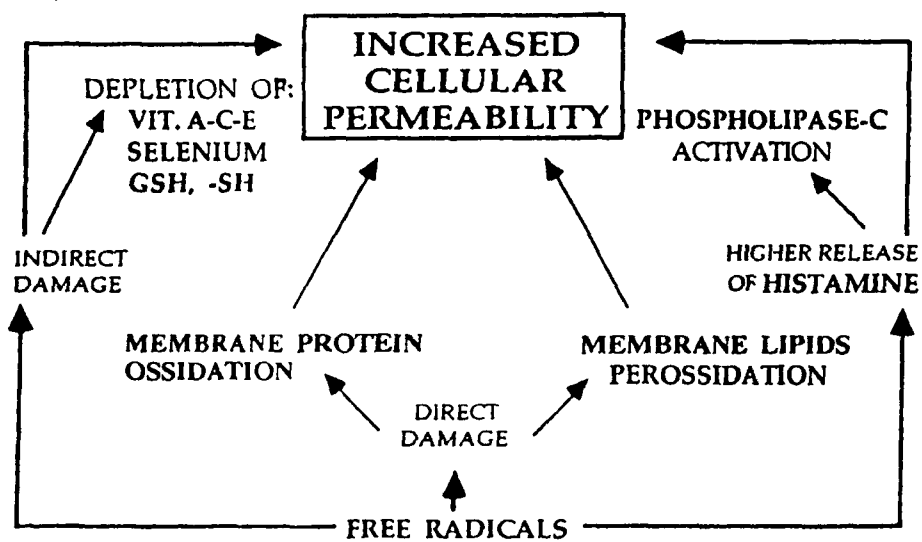 INCREASED
CELLULAR
PERMEABILITY
DEPLETION OF:
VIT. A-C-E
SELENIUM
GSH, -SH
PHOSPHOLIPASE-C
ACTIVATION
INDIRECT
DAMAGE
HIGHER RELEASE
OF HISTAMINE
MEMBRANE PROTEIN
OSSIDATION
MEMBRANE LIPIDS
PEROSSIDATION
DIRECT
DAMAGE
FREE RADICALS